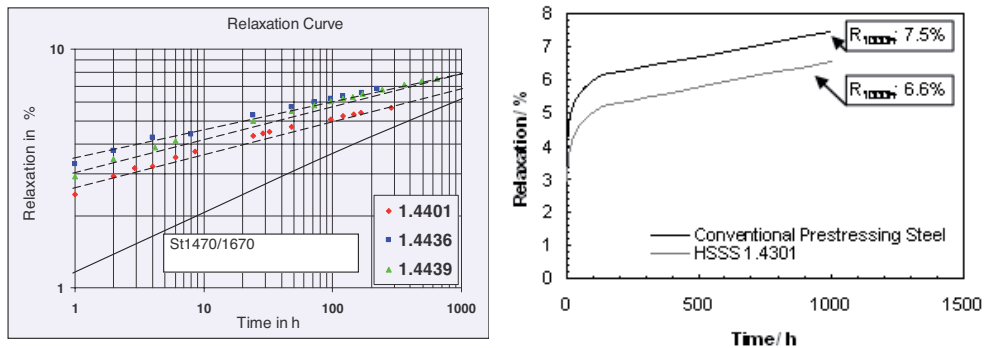 Relaxation Curve
Relaxation in %
10
1
St1470/1670
1.4401
1.4436
1.4439
1
10
100
1000
Time in h
Relaxation/ %
8
7
6
5
4
3
2
1
0
R1000h: 7.5%
R1000h: 6.6%
Conventional Prestressing Steel
HSSS 1.4301
0
500
1000
1500
Time/ h